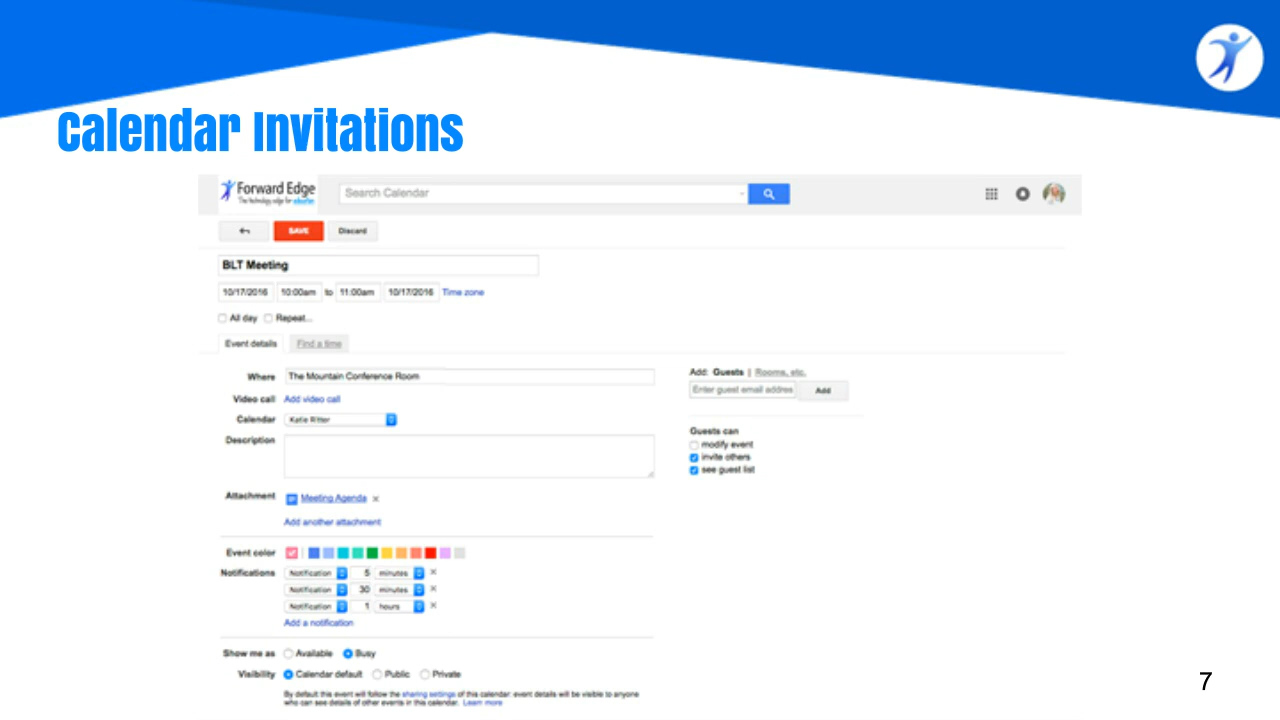 Calendar Invitations
Forward Edge
The technology edge for education
Search Calendar
SAVE Discard
BLT Meeting
10/17/2016 10:00am to 11:00am 10/17/2016 Time zone
All day Repeat...
Event details Find a time
Where The Mountain Conference Room
Video call Add video call
Calendar Katie Ritter
Description
Attachment Meeting Agenda x
Add another attachment
Event color
Notifications Notification 5 minutes x
Notification 30 minutes x
Notification 1 hours x
Add a notification
Show me as Available Busy
Visibility Calendar default Public Private
By default this event will follow the sharing settings of this calendar: event details will be visible to anyone
who can see details of other events in this calendar. Learn more
Add: Guests | Rooms, etc.
Enter guest email address Add
Guests can
modify event
invite others
see guest list
7